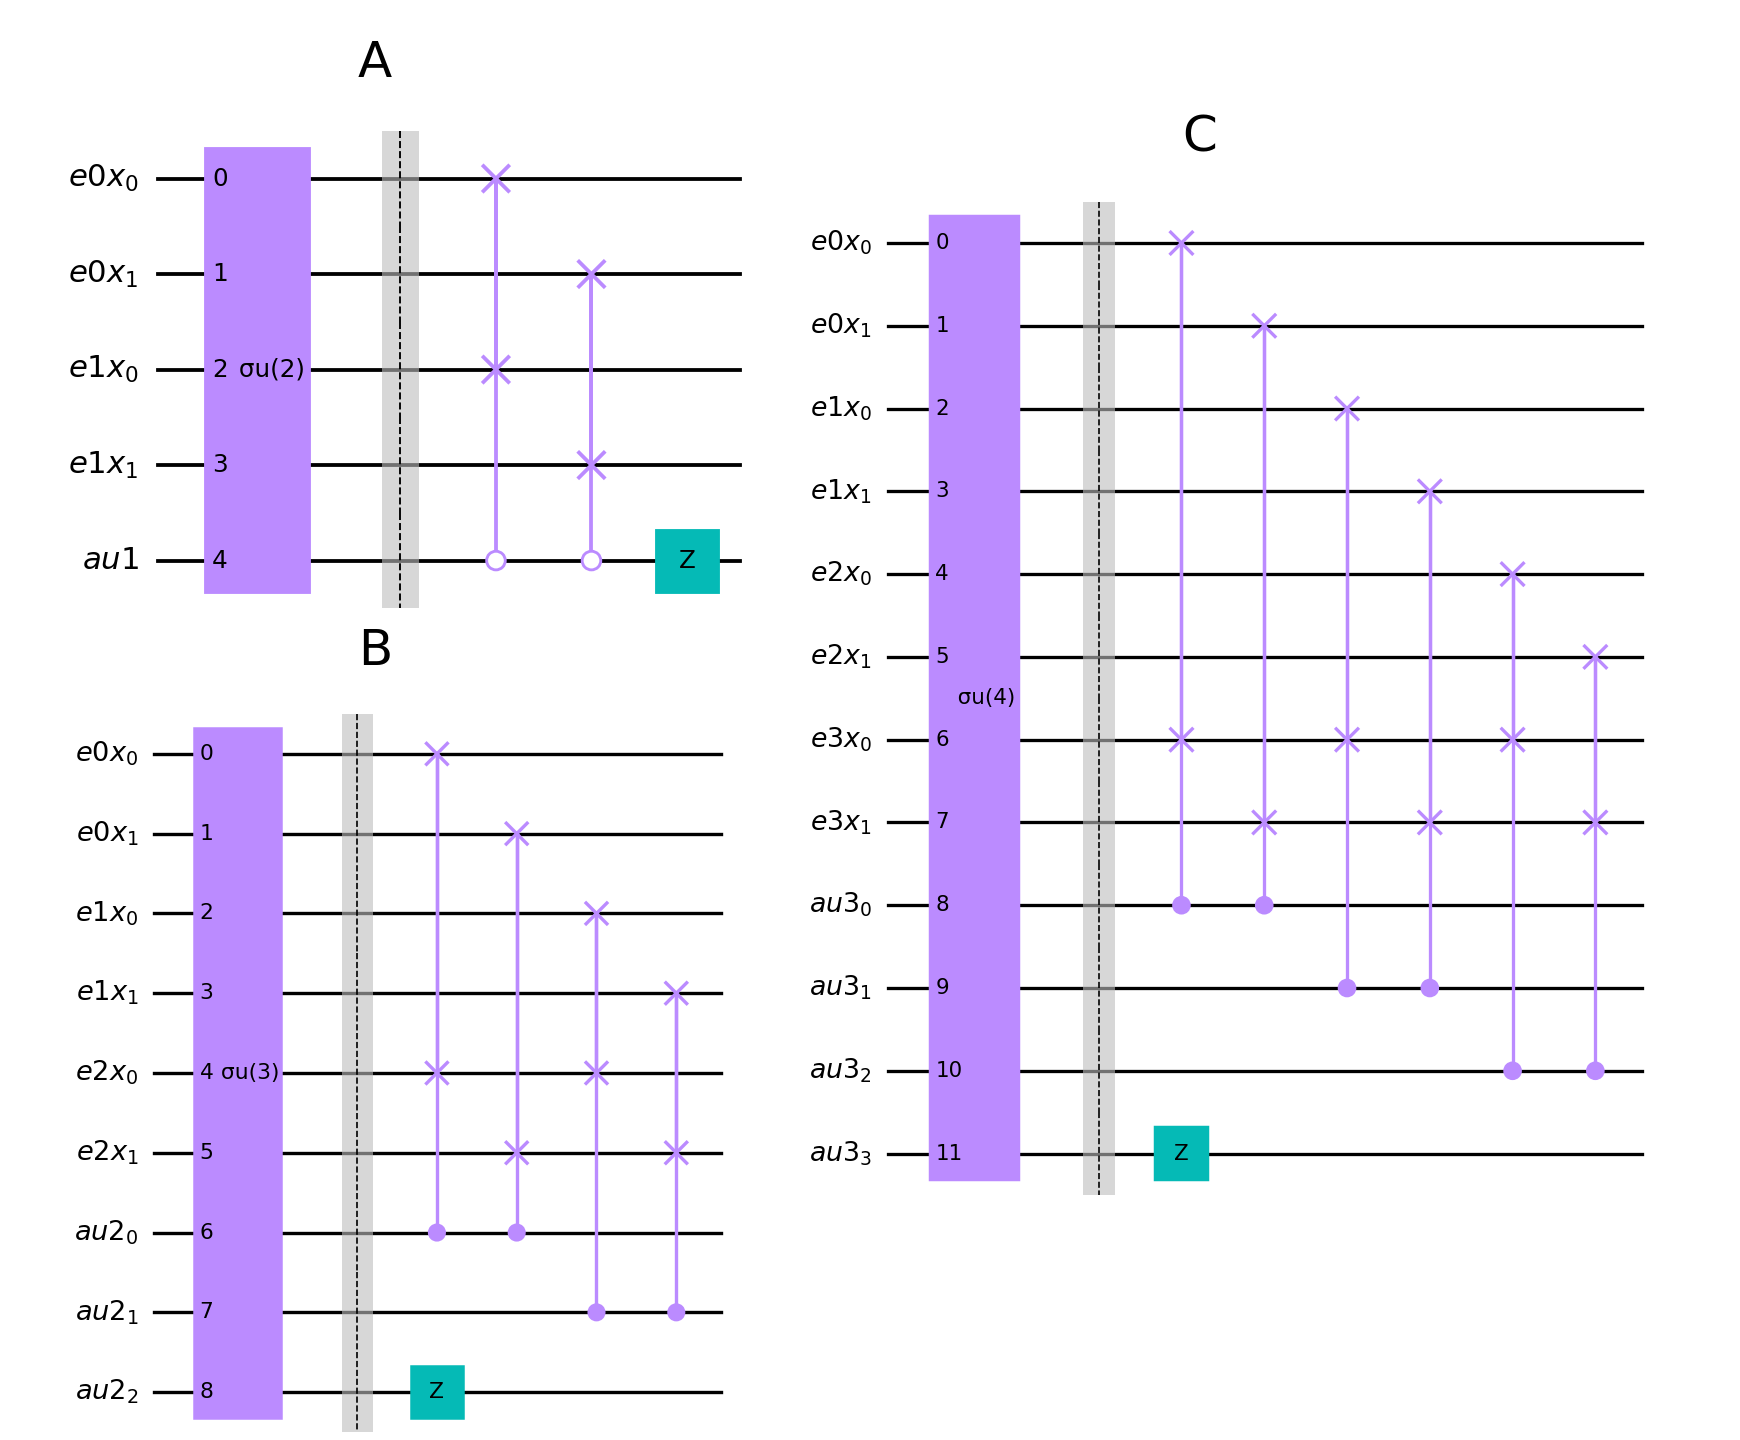 A
e0x₀ 0
e0x₁ 1
e1x₀ 2 σu(2)
e1x₁ 3
au1 4 Z
B
e0x₀ 0
e0x₁ 1
e1x₀ 2
e1x₁ 3
e2x₀ 4 σu(3)
e2x₁ 5
au2₀ 6
au2₁ 7
au2₂ 8 Z
C
e0x₀ 0
e0x₁ 1
e1x₀ 2
e1x₁ 3
e2x₀ 4
e2x₁ 5
σu(4)
e3x₀ 6
e3x₁ 7
au3₀ 8
au3₁ 9
au3₂ 10
au3₃ 11 Z